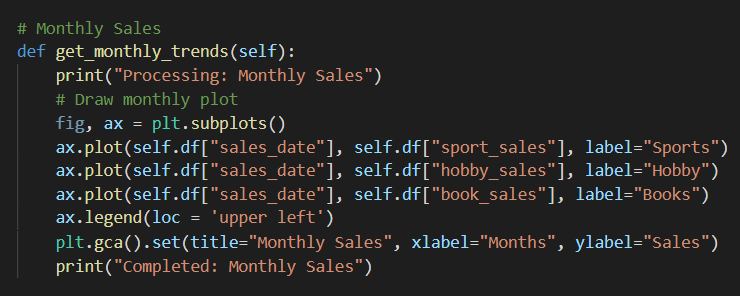 # Monthly Sales
def get_monthly_trends(self):
    print("Processing: Monthly Sales")
    # Draw monthly plot
    fig, ax = plt.subplots()
    ax.plot(self.df["sales_date"], self.df["sport_sales"], label="Sports")
    ax.plot(self.df["sales_date"], self.df["hobby_sales"], label="Hobby")
    ax.plot(self.df["sales_date"], self.df["book_sales"], label="Books")
    ax.legend(loc = 'upper left')
    plt.gca().set(title="Monthly Sales", xlabel="Months", ylabel="Sales")
    print("Completed: Monthly Sales")